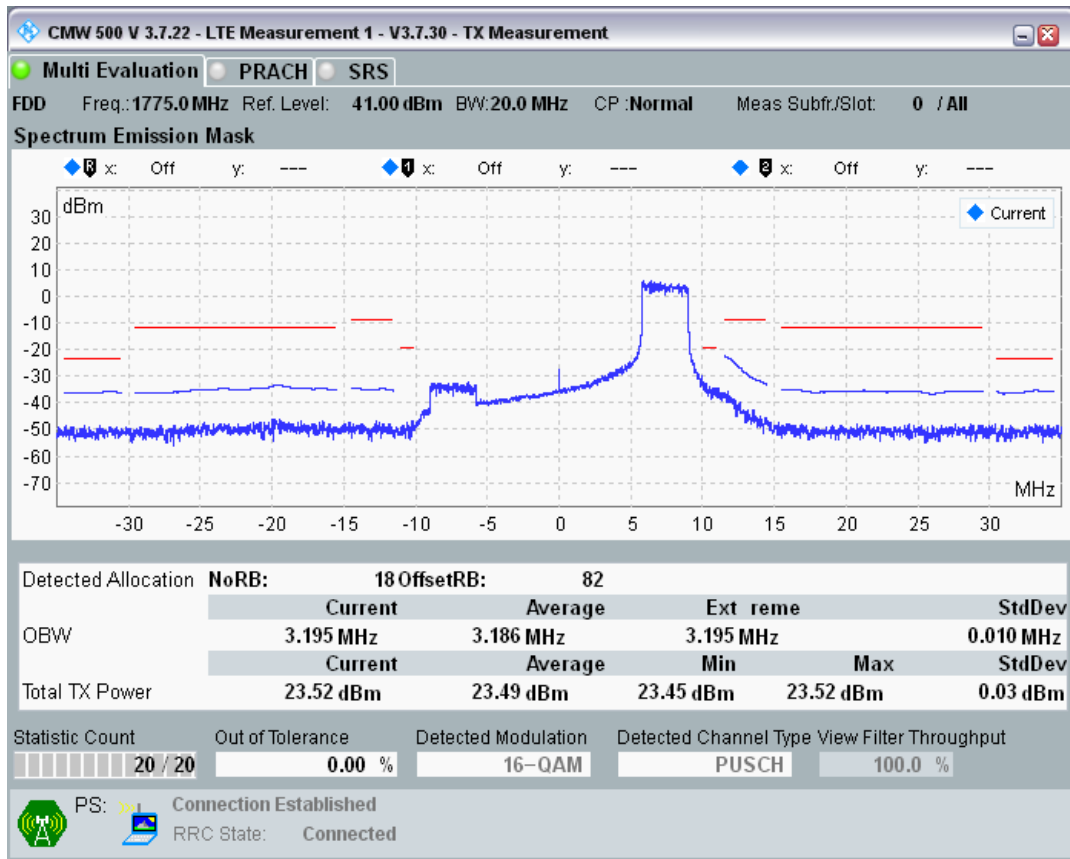 CMW 500 V 3.7.22 - LTE Measurement 1 - V3.7.30 - TX Measurement
Multi Evaluation PRACH SRS
FDD Freq.:1775.0 MHz Ref. Level: 41.00 dBm BW:20.0 MHz CP :Normal Meas Subfr./Slot: 0 / All
Spectrum Emission Mask
R x: Off y: --- 1 x: Off y: --- 2 x: Off y: ---
dBm
Current
30
20
10
0
-10
-20
-30
-40
-50
-60
-70
MHz
-30 -25 -20 -15 -10 -5 0 5 10 15 20 25 30
Detected Allocation NoRB: 18 OffsetRB: 82
Current Average Ext reme StdDev
OBW 3.195 MHz 3.186 MHz 3.195 MHz 0.010 MHz
Current Average Min Max StdDev
Total TX Power 23.52 dBm 23.49 dBm 23.45 dBm 23.52 dBm 0.03 dBm
Statistic Count Out of Tolerance Detected Modulation Detected Channel Type View Filter Throughput
20 / 20 0.00 % 16-QAM PUSCH 100.0 %
PS: Connection Established
RRC State: Connected